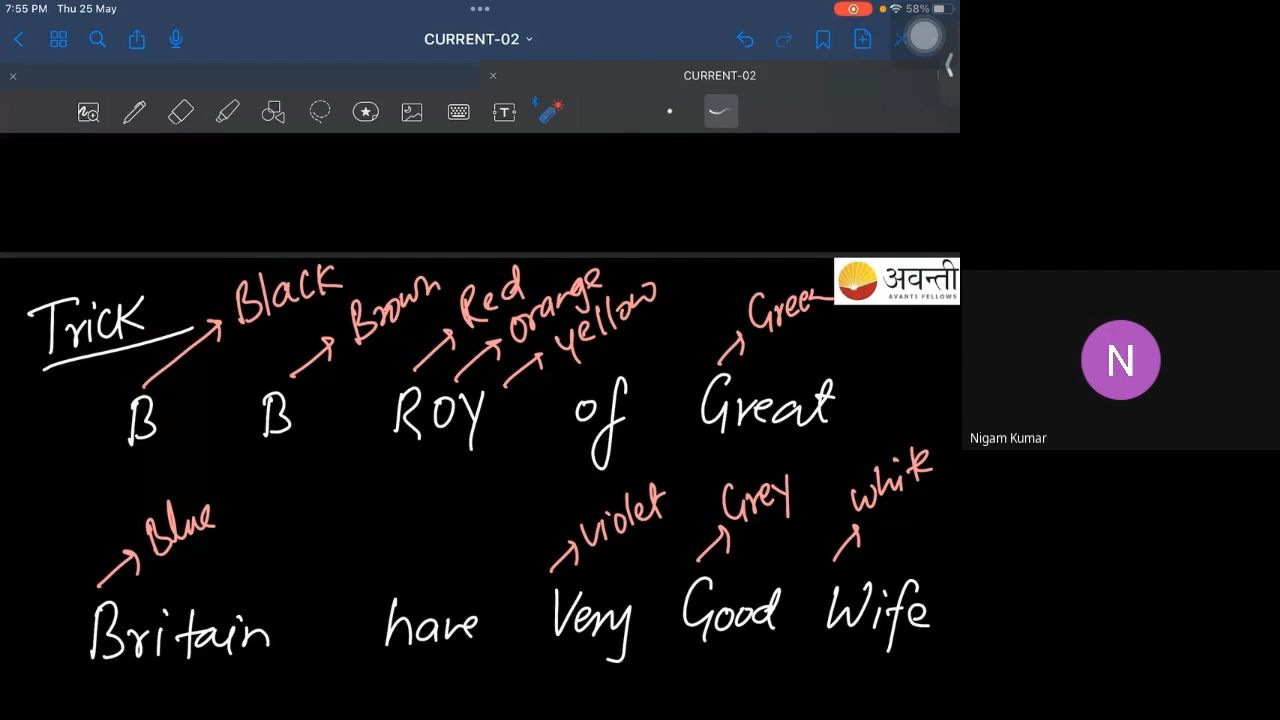 7:55 PM Thu 25 May
58%
CURRENT-02
CURRENT-02
अवन्ती
AVANTI FELLOWS
Trick
Black Brown Red orange yellow Green
B B ROY of Great
Blue violet Grey White
Britain have Very Good Wife
N
Nigam Kumar